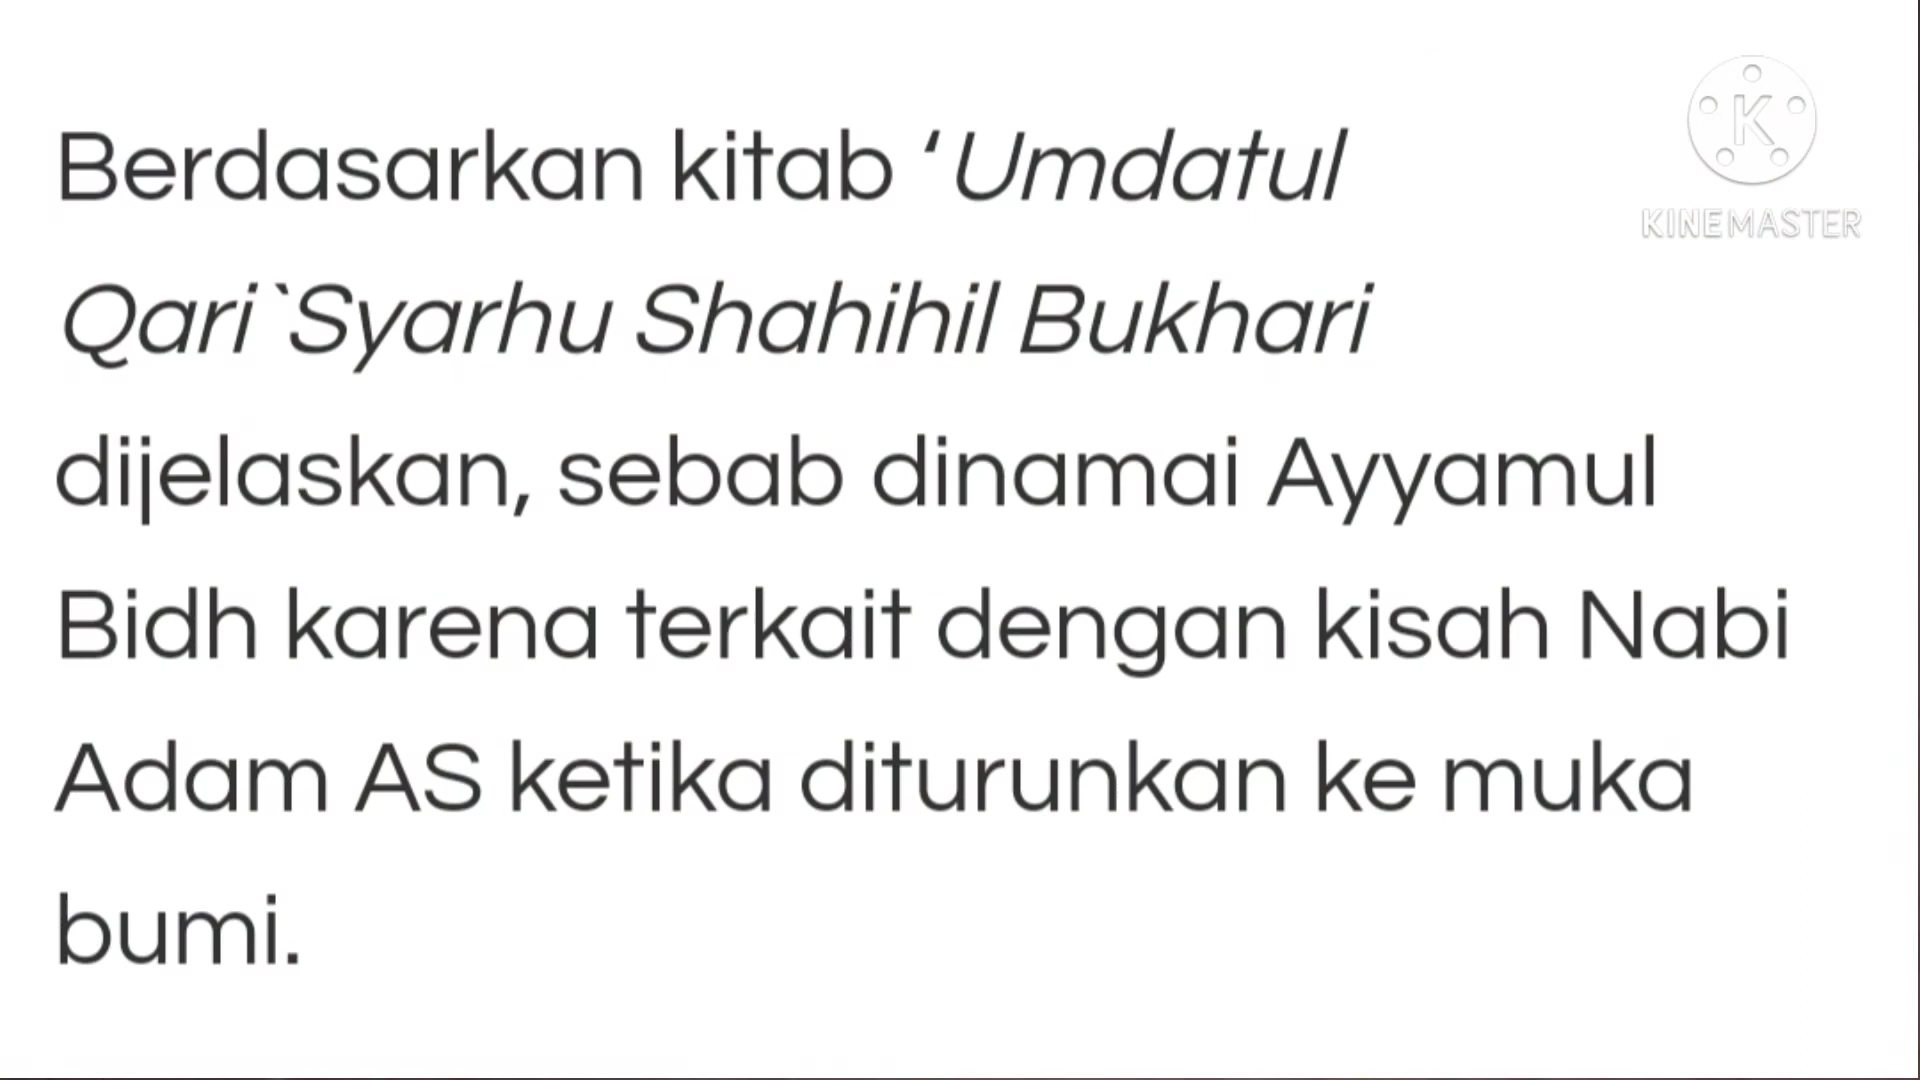 Berdasarkan kitab ‘Umdatul
Qari`Syarhu Shahihil Bukhari
dijelaskan, sebab dinamai Ayyamul
Bidh karena terkait dengan kisah Nabi
Adam AS ketika diturunkan ke muka
bumi.
K
KINEMASTER